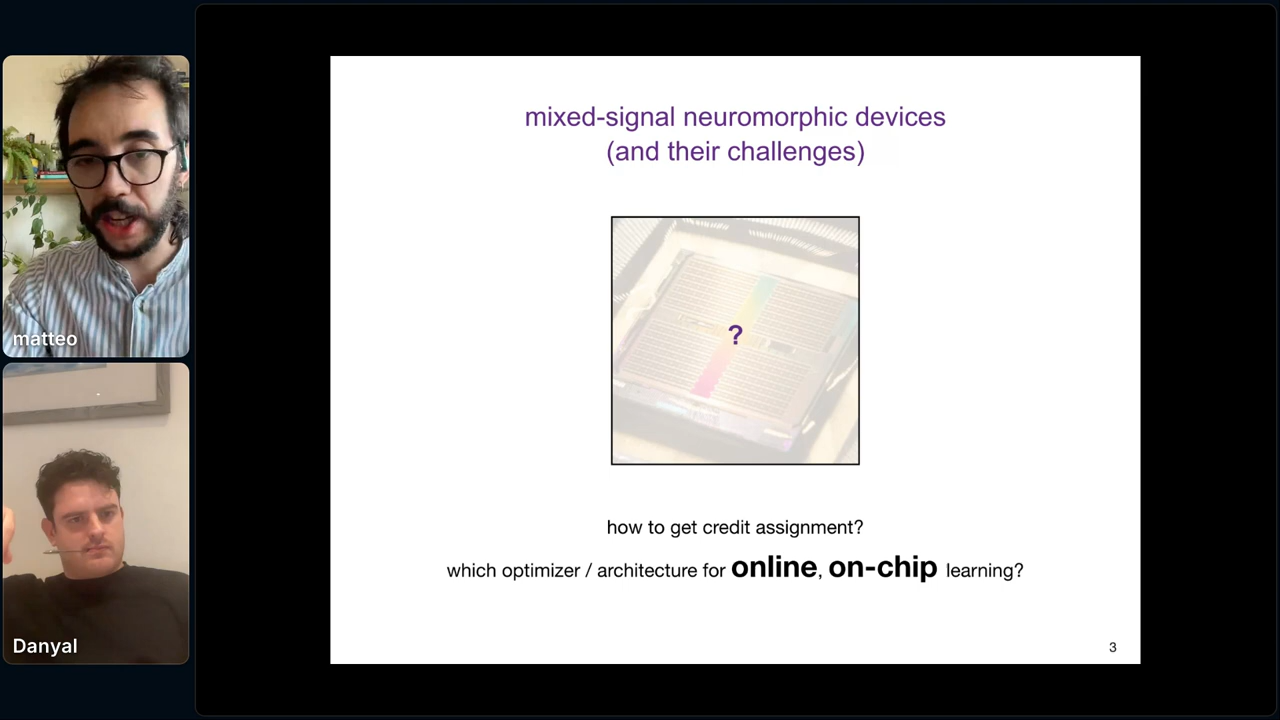 matteo
Danyal
mixed-signal neuromorphic devices
(and their challenges)
?
how to get credit assignment?
which optimizer / architecture for online, on-chip learning?
3